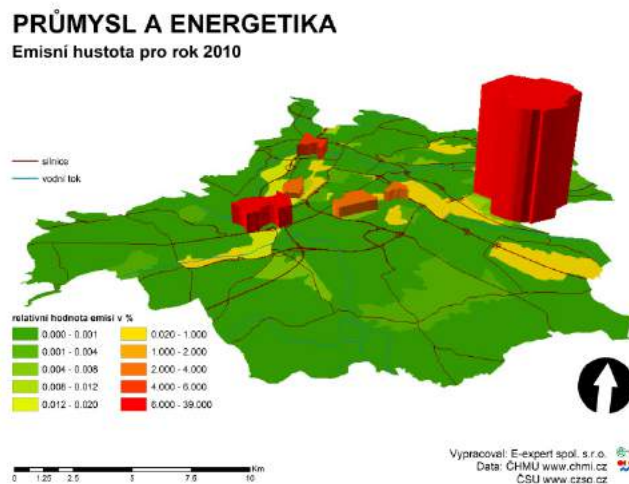 PRŮMYSL A ENERGETIKA
Emisní hustota pro rok 2010
silnice
vodní tok
relativní hodnota emisí v %
0.000 - 0.001
0.001 - 0.004
0.004 - 0.008
0.008 - 0.012
0.012 - 0.020
0.020 - 1.000
1.000 - 2.000
2.000 - 4.000
4.000 - 6.000
6.000 - 39.000
0 1.25 2.5 5 7.5 10 Km
Vypracoval: E-expert spol. s.r.o.
Data: ČHMU www.chmi.cz
ČSU www.czso.cz